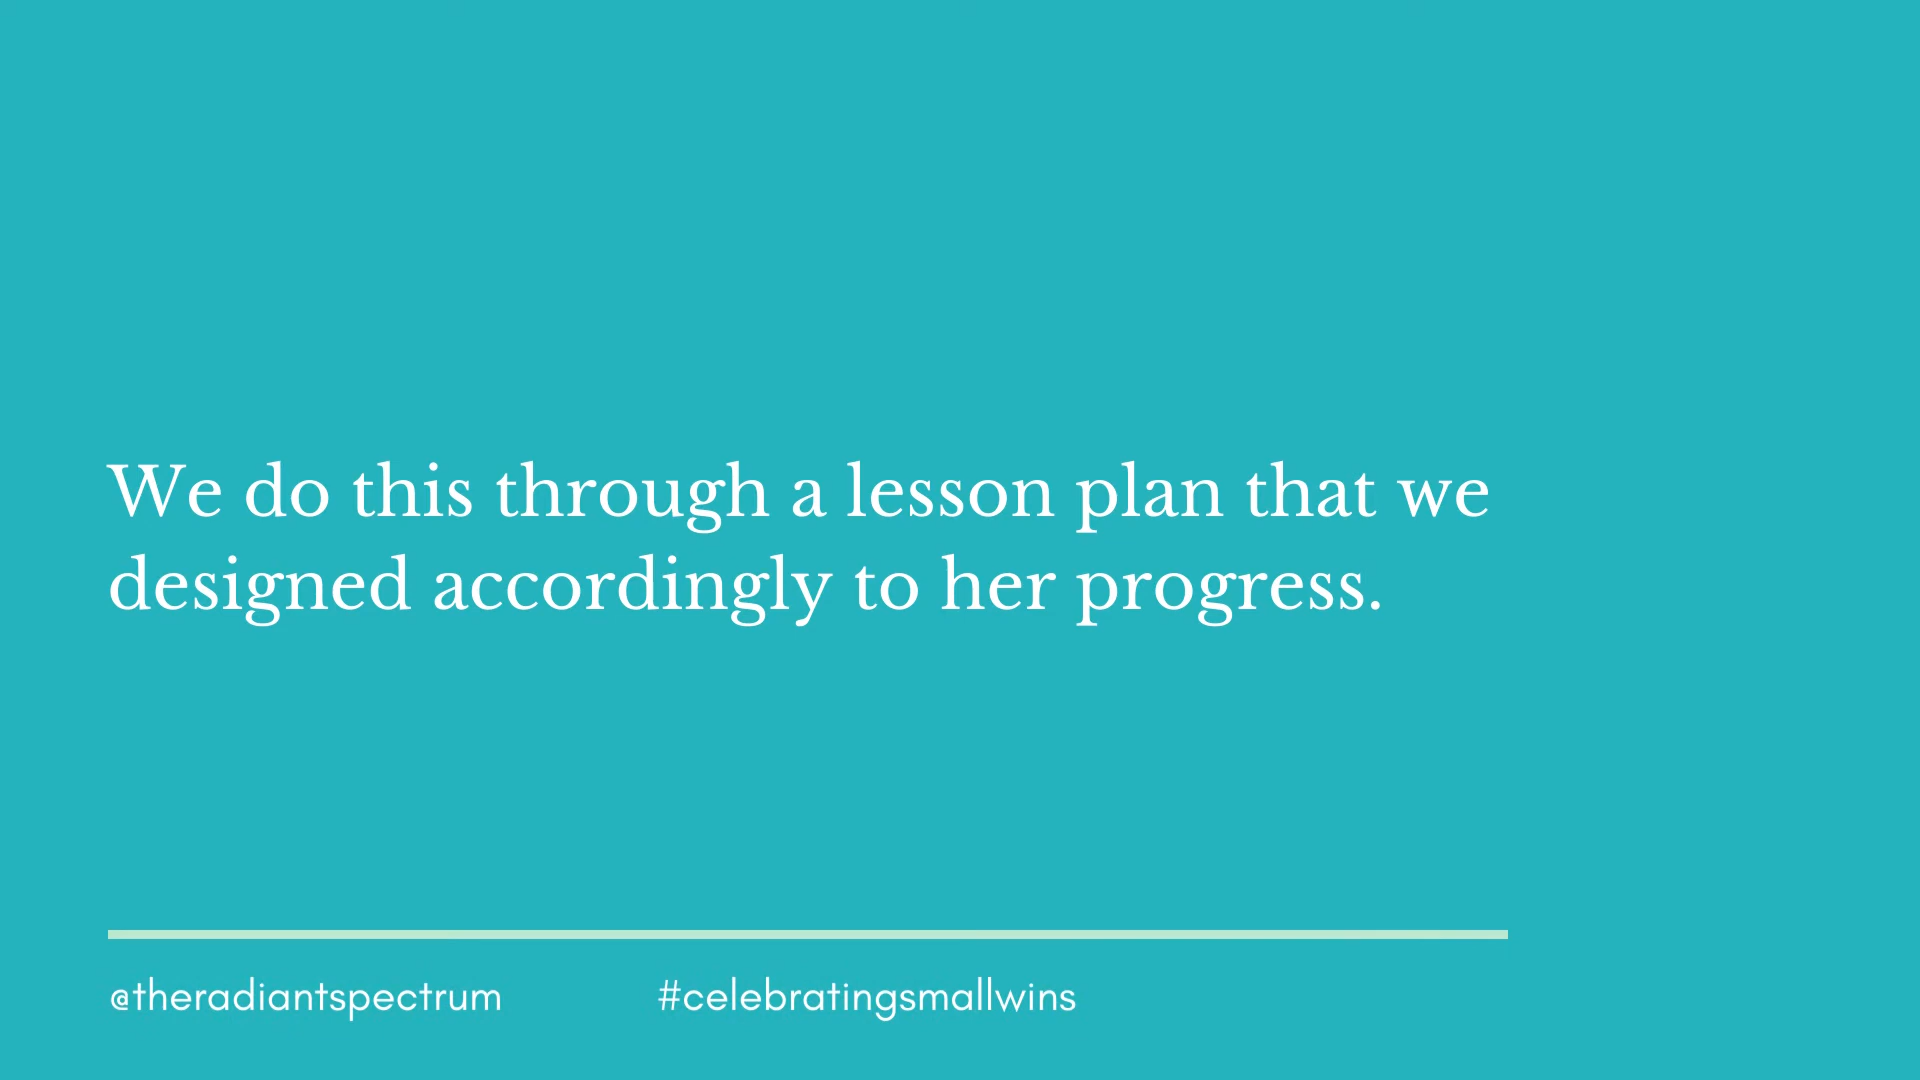 We do this through a lesson plan that we
designed accordingly to her progress.
@theradiantspectrum #celebratingsmallwins